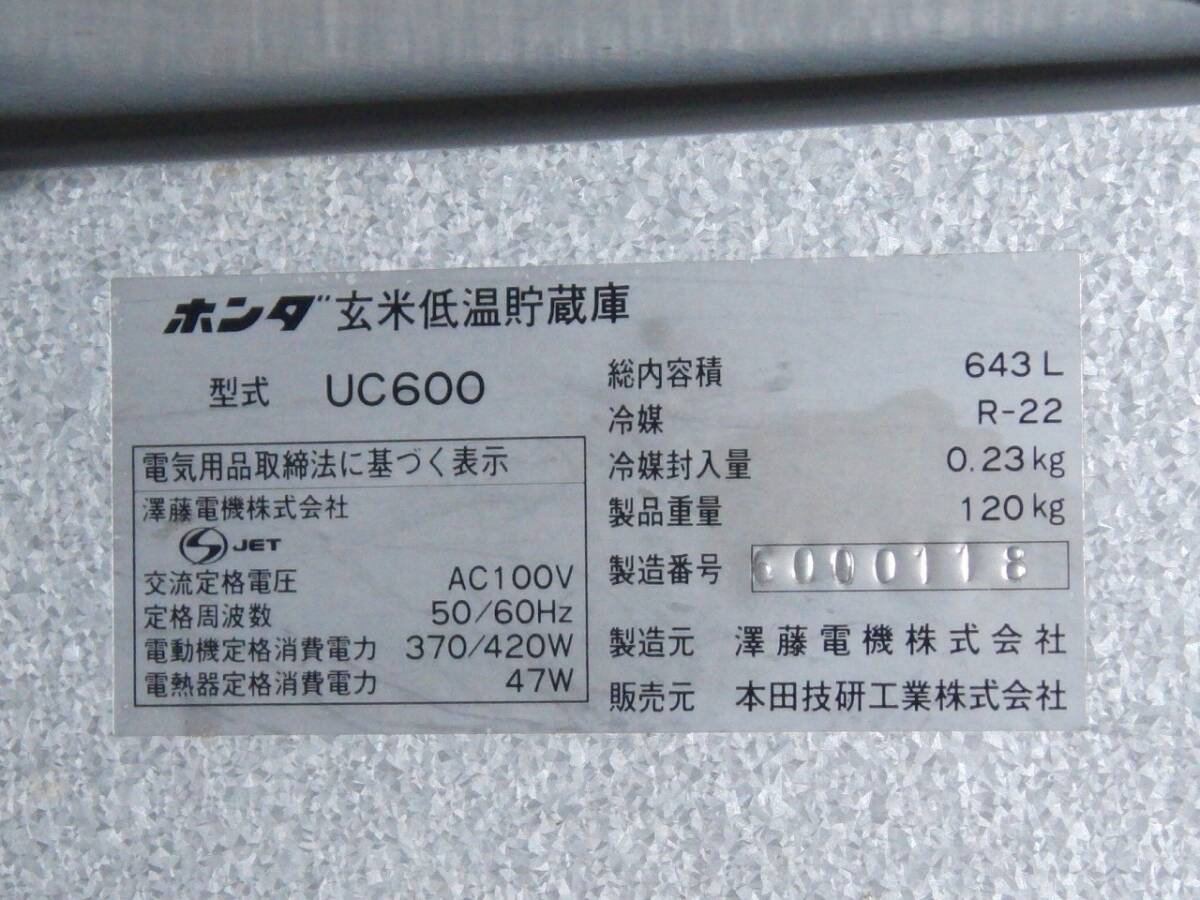 ホンダ 玄米低温貯蔵庫
型式 UC600
電気用品取締法に基づく表示
澤藤電機株式会社
JET
交流定格電圧 AC100V
定格周波数 50/60Hz
電動機定格消費電力 370/420W
電熱器定格消費電力 47W
総内容積 643L
冷媒 R-22
冷媒封入量 0.23kg
製品重量 120kg
製造番号 6000118
製造元 澤藤電機株式会社
販売元 本田技研工業株式会社